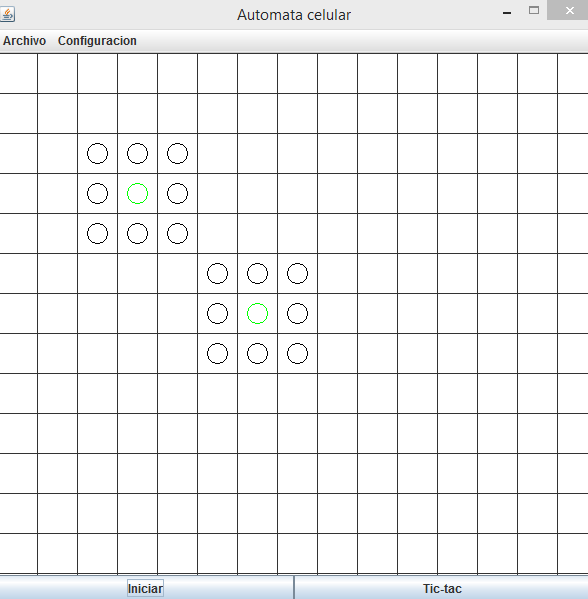 Automata celular
Archivo Configuracion
Iniciar Tic-tac